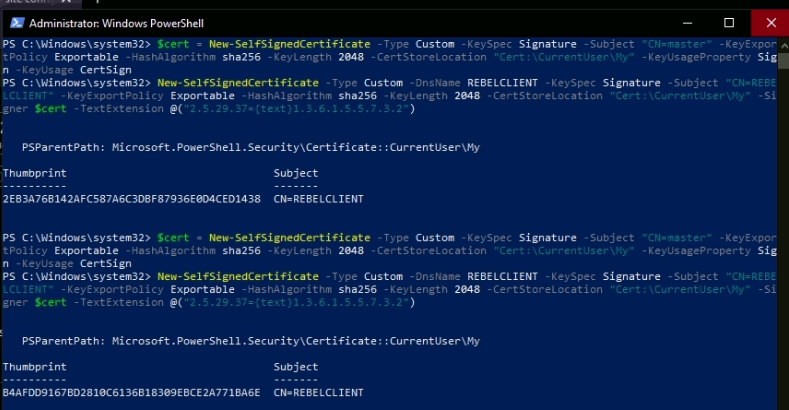 Administrator: Windows PowerShell
PS C:\Windows\system32> $cert = New-SelfSignedCertificate -Type Custom -KeySpec Signature -Subject "CN=master" -KeyExpor
tPolicy Exportable -HashAlgorithm sha256 -KeyLength 2048 -CertStoreLocation "Cert:\CurrentUser\My" -KeyUsageProperty Sig
n -KeyUsage CertSign
PS C:\Windows\system32> New-SelfSignedCertificate -Type Custom -DnsName REBELCLIENT -KeySpec Signature -Subject "CN=REBE
LCLIENT" -KeyExportPolicy Exportable -HashAlgorithm sha256 -KeyLength 2048 -CertStoreLocation "Cert:\CurrentUser\My" -Si
gner $cert -TextExtension @("2.5.29.37={text}1.3.6.1.5.5.7.3.2")
PSParentPath: Microsoft.PowerShell.Security\Certificate::CurrentUser\My
Thumbprint Subject
---------- -------
2EB3A76B142AFC587A6C3DBF87936E0D4CED1438 CN=REBELCLIENT
PS C:\Windows\system32> $cert = New-SelfSignedCertificate -Type Custom -KeySpec Signature -Subject "CN=master" -KeyExpor
tPolicy Exportable -HashAlgorithm sha256 -KeyLength 2048 -CertStoreLocation "Cert:\CurrentUser\My" -KeyUsageProperty Sig
n -KeyUsage CertSign
PS C:\Windows\system32> New-SelfSignedCertificate -Type Custom -DnsName REBELCLIENT -KeySpec Signature -Subject "CN=REBE
LCLIENT" -KeyExportPolicy Exportable -HashAlgorithm sha256 -KeyLength 2048 -CertStoreLocation "Cert:\CurrentUser\My" -Si
gner $cert -TextExtension @("2.5.29.37={text}1.3.6.1.5.5.7.3.2")
PSParentPath: Microsoft.PowerShell.Security\Certificate::CurrentUser\My
Thumbprint Subject
---------- -------
B4AFDD9167BD2810C6136B18309EBCE2A771BA6E CN=REBELCLIENT